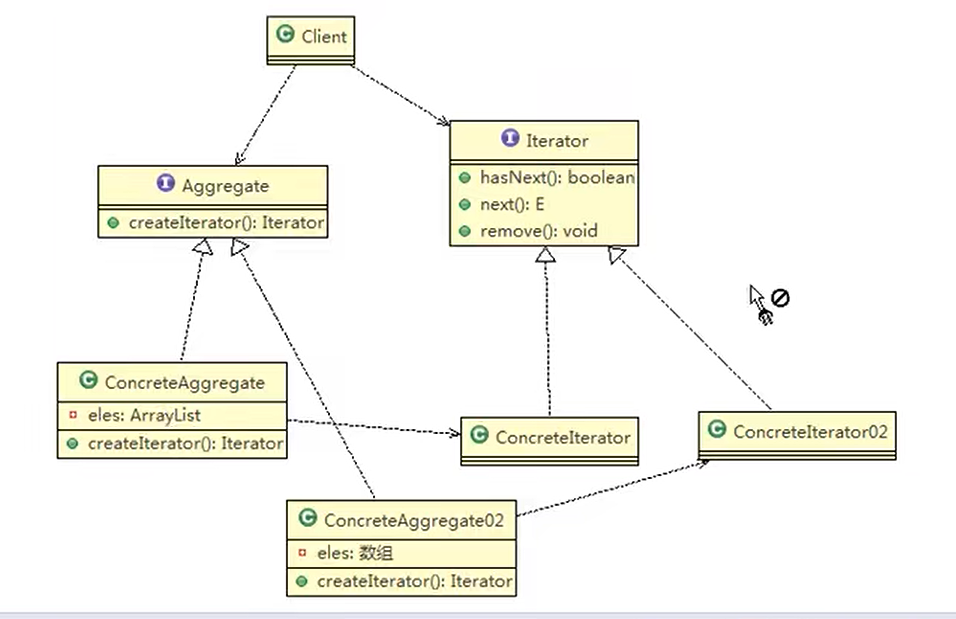 Client
Iterator
hasNext(): boolean
next(): E
remove(): void
Aggregate
createIterator(): Iterator
ConcreteAggregate
eles: ArrayList
createIterator(): Iterator
ConcreteIterator
ConcreteIterator02
ConcreteAggregate02
eles: 数组
createIterator(): Iterator